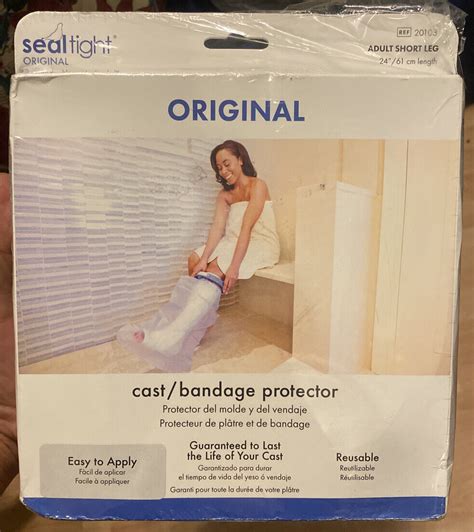 sealtight®
ORIGINAL
REF 20103
ADULT SHORT LEG
24"/61 cm length
ORIGINAL
cast/bandage protector
Protector del molde y del vendaje
Protecteur de plâtre et de bandage
Easy to Apply
Fácil de aplicar
Facile à appliquer
Guaranteed to Last
the Life of Your Cast
Garantizado para durar
el tiempo de vida del yeso ó vendaje
Garanti pour toute la durée de votre plâtre
Reusable
Reutilizable
Réutilisable